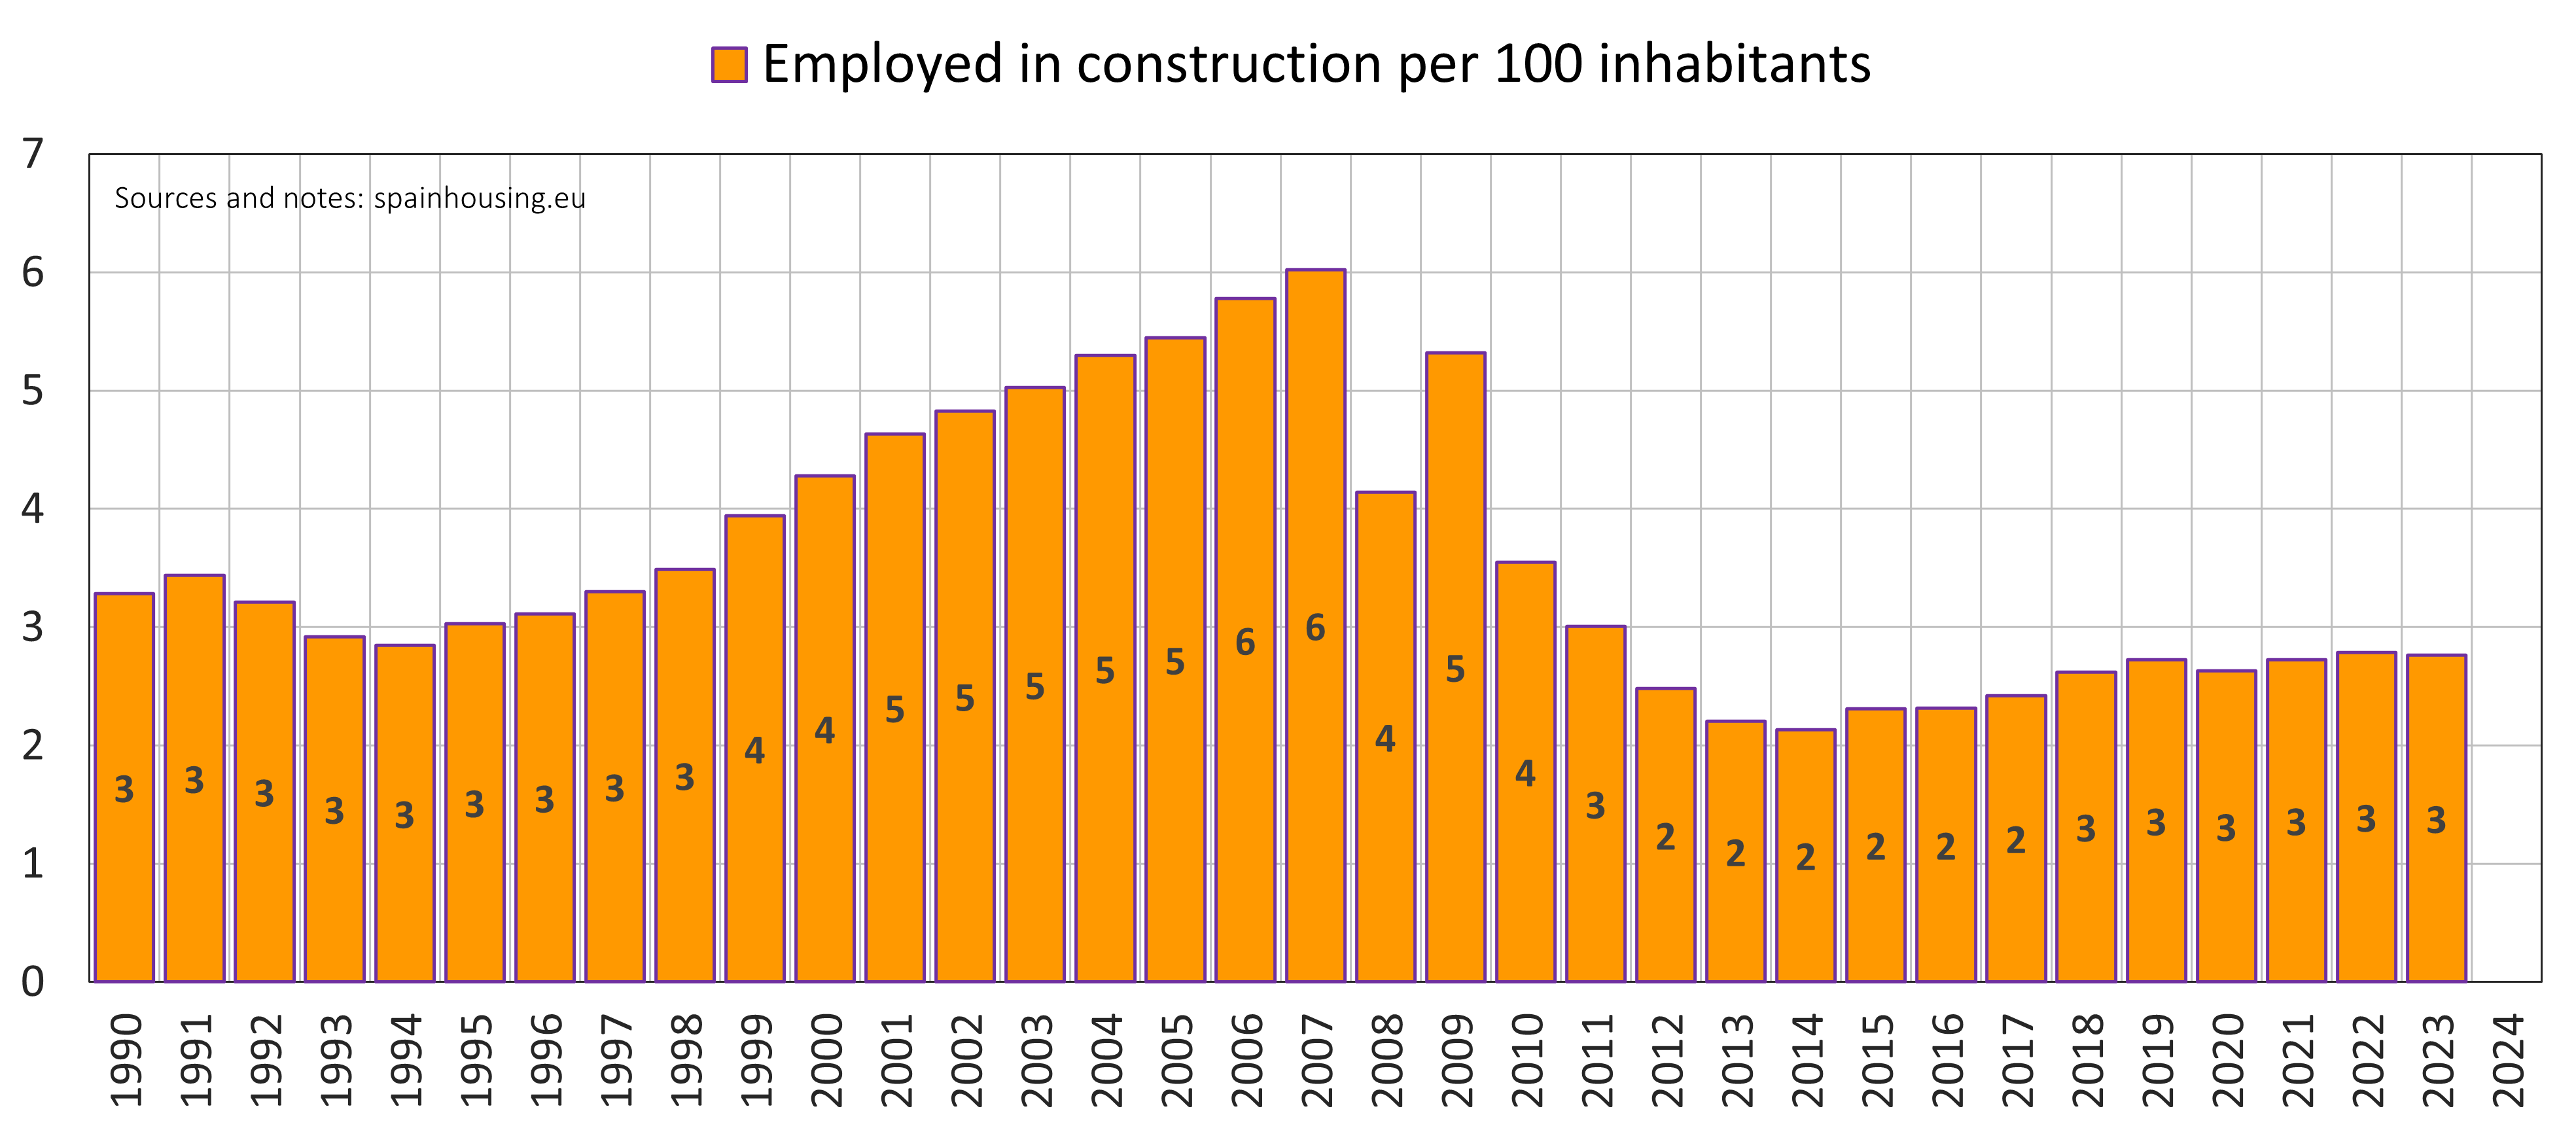 Employed in construction per 100 inhabitants
7
Sources and notes: spainhousing.eu
6
5
4
3
2
1
0
3 3 3 3 3 3 3 3 3 4 4 5 5 5 5 5 6 6 4 5 4 3 2 2 2 2 2 2 3 3 3 3 3 3
1990 1991 1992 1993 1994 1995 1996 1997 1998 1999 2000 2001 2002 2003 2004 2005 2006 2007 2008 2009 2010 2011 2012 2013 2014 2015 2016 2017 2018 2019 2020 2021 2022 2023 2024